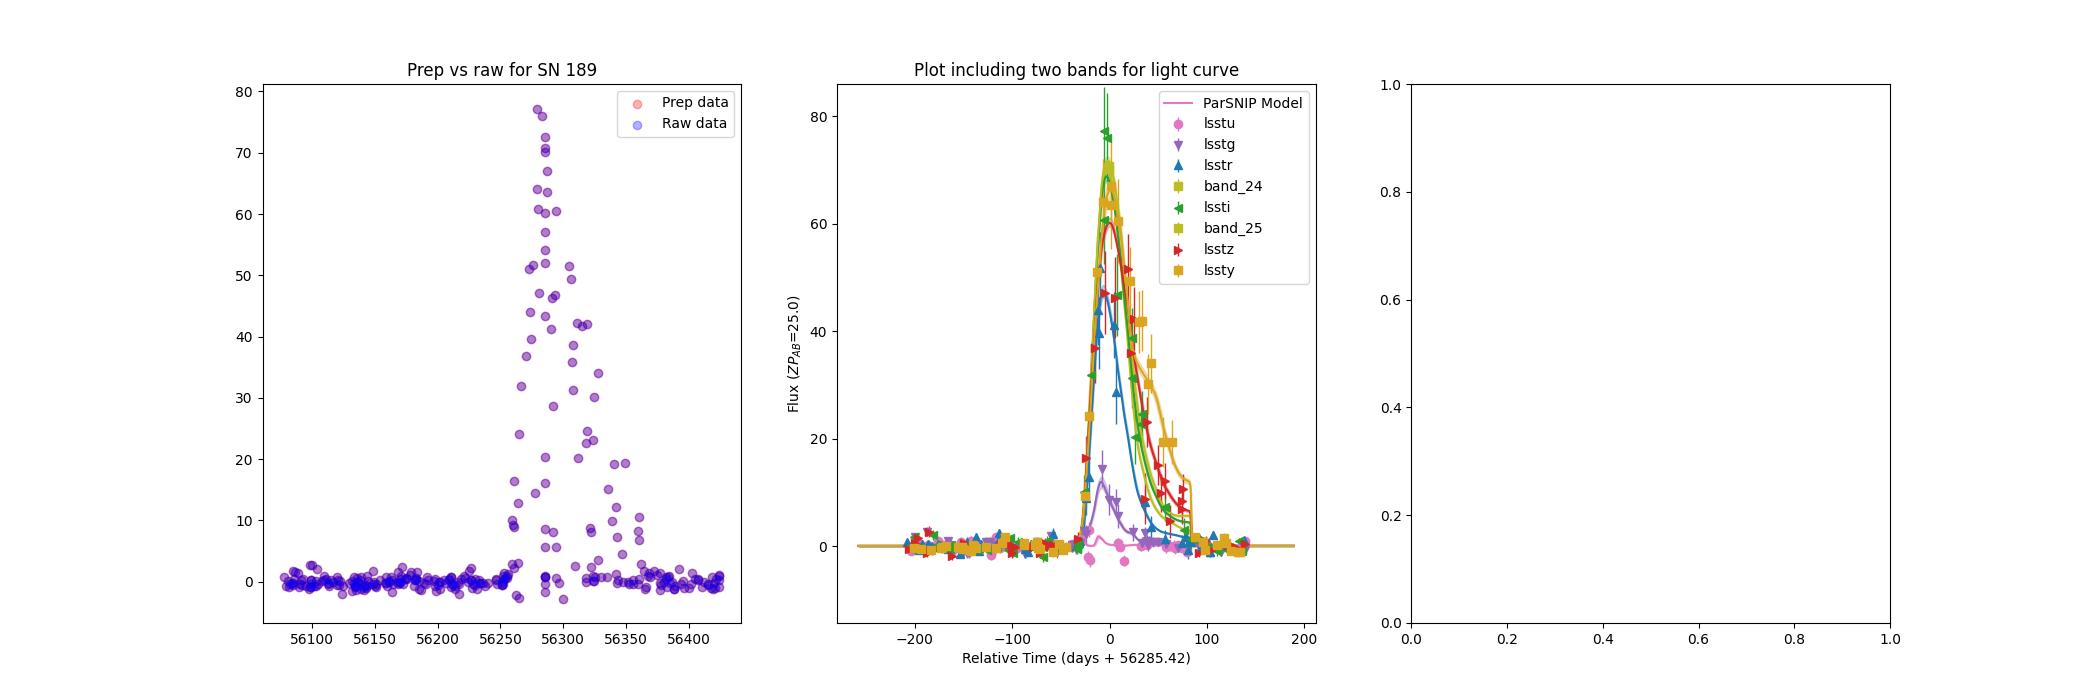 Prep vs raw for SN 189
80
70
60
50
40
30
20
10
0
56100 56150 56200 56250 56300 56350 56400
Prep data
Raw data
Plot including two bands for light curve
Flux (ZP_AB=25.0)
80
60
40
20
0
−200 −100 0 100 200
Relative Time (days + 56285.42)
ParSNIP Model
lsstu
lsstg
lsstr
band_24
lssti
band_25
lsstz
lssty
1.0
0.8
0.6
0.4
0.2
0.0
0.0 0.2 0.4 0.6 0.8 1.0